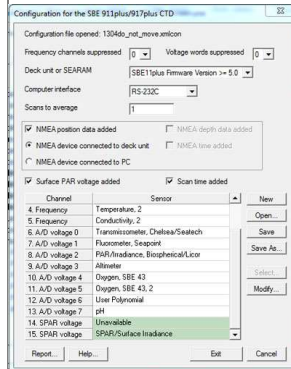 Configuration for the SBE 911plus/917plus CTD
Configuration file opened: 1304do_not_move.xmlcon
Frequency channels suppressed 0 Voltage words suppressed 0
Deck unit or SEARAM SBE11plus Firmware Version >= 5.0
Computer interface RS-232C
Scans to average 1
NMEA position data added NMEA depth data added
NMEA device connected to deck unit NMEA time added
NMEA device connected to PC
Surface PAR voltage added Scan time added
Channel Sensor New
4. Frequency Temperature, 2
5. Frequency Conductivity, 2 Open...
6. A/D voltage 0 Transmissometer, Chelsea/Seatech Save
7. A/D voltage 1 Fluorometer, Seapoint
8. A/D voltage 2 PAR/Irradiance, Biospherical/Licor Save As...
9. A/D voltage 3 Altimeter
10. A/D voltage 4 Oxygen, SBE 43 Select...
11. A/D voltage 5 Oxygen, SBE 43, 2 Modify...
12. A/D voltage 6 User Polynomial
13. A/D voltage 7 pH
14. SPAR voltage Unavailable
15. SPAR voltage SPAR/Surface Irradiance
Report... Help... Exit Cancel